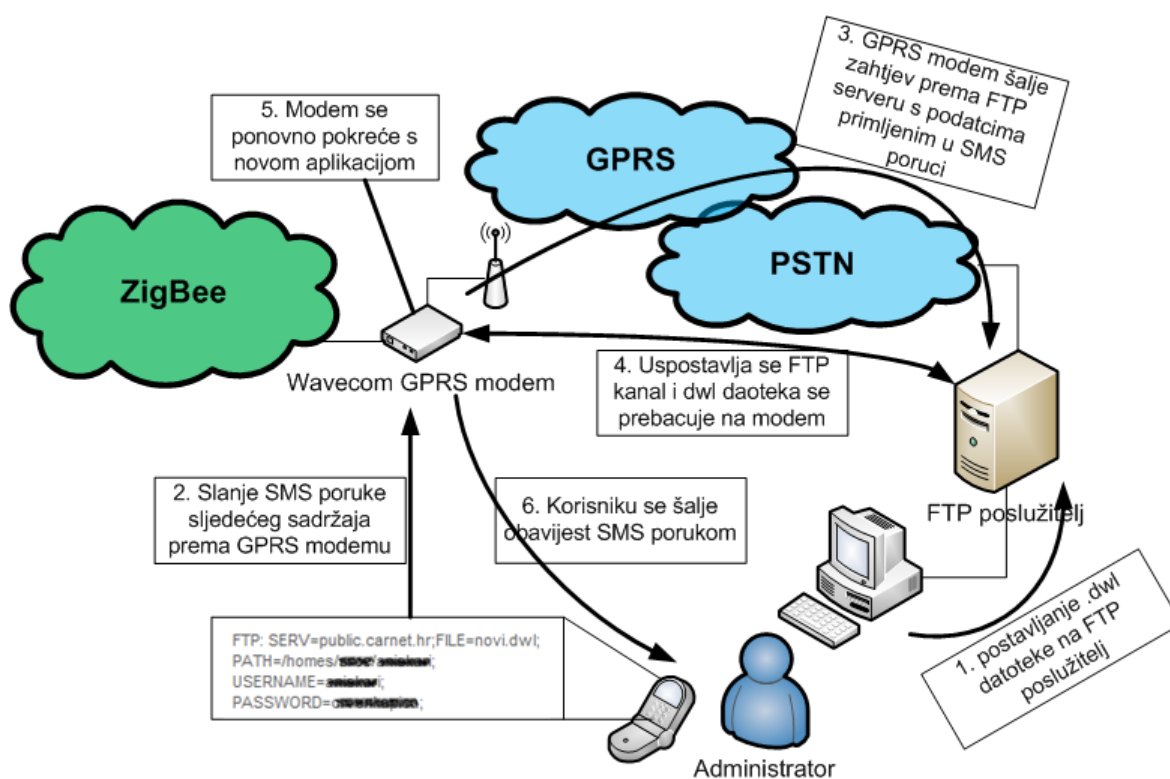 3. GPRS modem šalje
zahtjev prema FTP
serveru s podatcima
primljenim u SMS
poruci
5. Modem se
ponovno pokreće s
novom aplikacijom
GPRS
PSTN
ZigBee
Wavecom GPRS modem
4. Uspostavlja se FTP
kanal i dwl daoteka se
prebacuje na modem
2. Slanje SMS poruke
sljedećeg sadržaja
prema GPRS modemu
6. Korisniku se šalje
obavijest SMS porukom
FTP poslužitelj
1. postavljanje .dwl
datoteke na FTP
poslužitelj
FTP: SERV=public.carnet.hr;FILE=novi.dwl;
PATH=/homes/
USERNAME=
PASSWORD=
Administrator